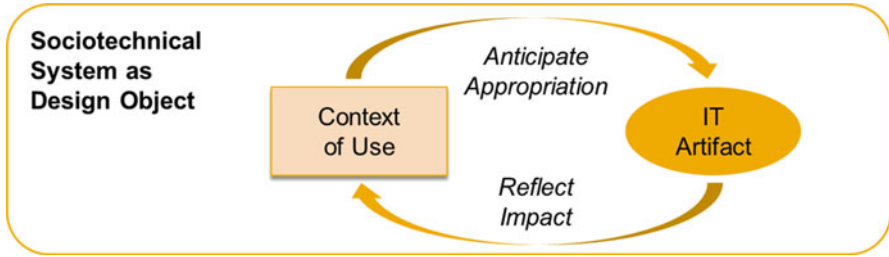 Sociotechnical
System as
Design Object
Anticipate
Appropriation
Context
of Use
IT
Artifact
Reflect
Impact